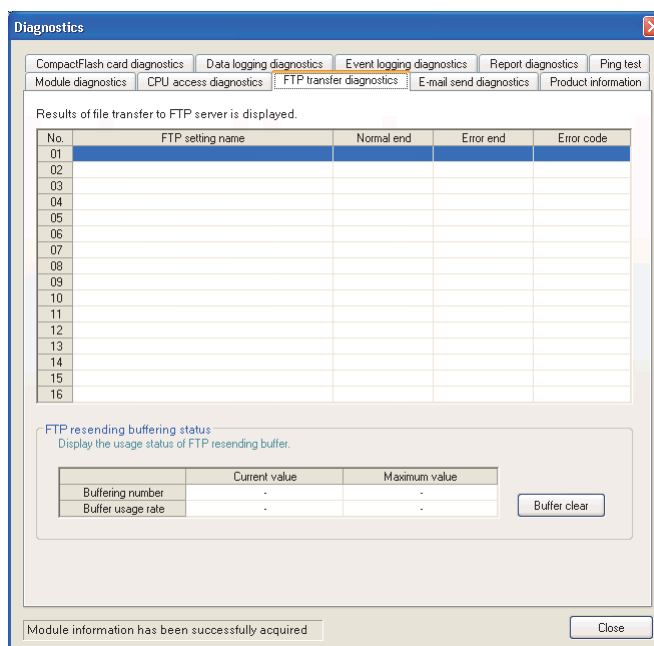 Diagnostics
CompactFlash card diagnostics Data logging diagnostics Event logging diagnostics Report diagnostics Ping test
Module diagnostics CPU access diagnostics FTP transfer diagnostics E-mail send diagnostics Product information
Results of file transfer to FTP server is displayed.
No. FTP setting name Normal end Error end Error code
01
02
03
04
05
06
07
08
09
10
11
12
13
14
15
16
FTP resending buffering status
Display the usage status of FTP resending buffer.
Current value Maximum value
Buffering number - -
Buffer usage rate - -
Buffer clear
Module information has been successfully acquired
Close